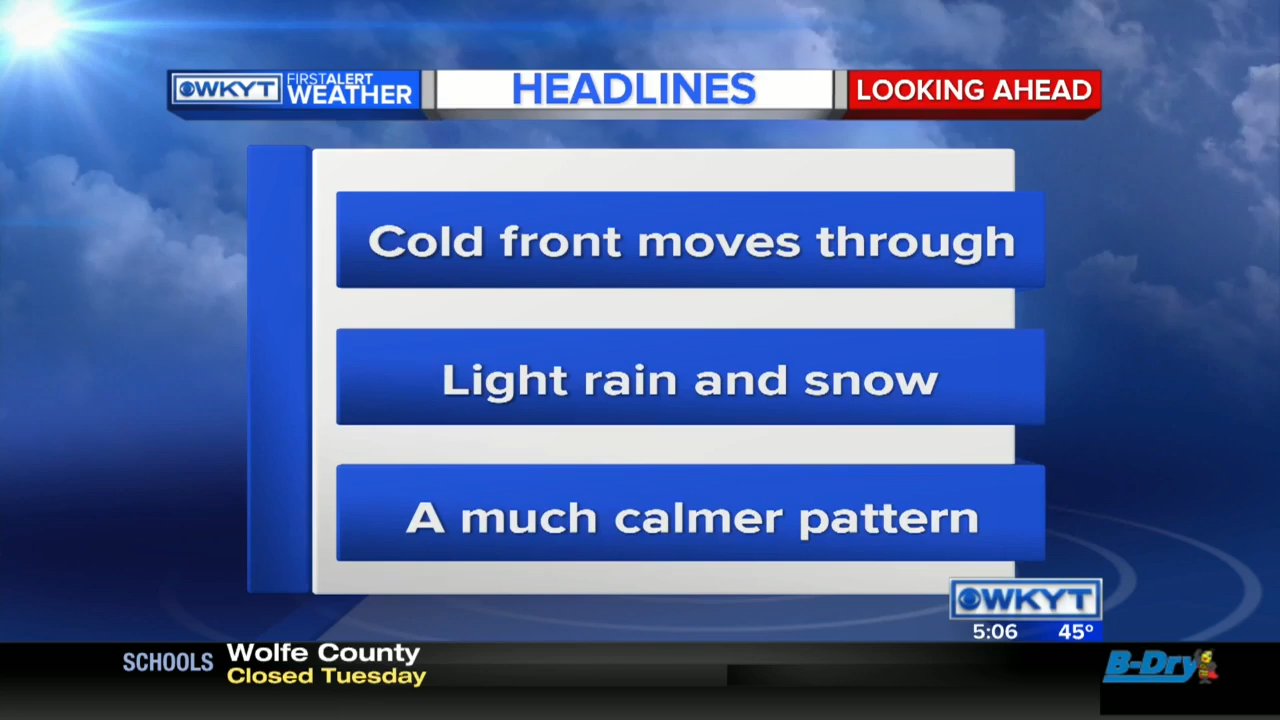 WKYT FIRST ALERT WEATHER
HEADLINES
LOOKING AHEAD
Cold front moves through
Light rain and snow
A much calmer pattern
WKYT
5:06 45°
SCHOOLS
Wolfe County
Closed Tuesday
B-Dry